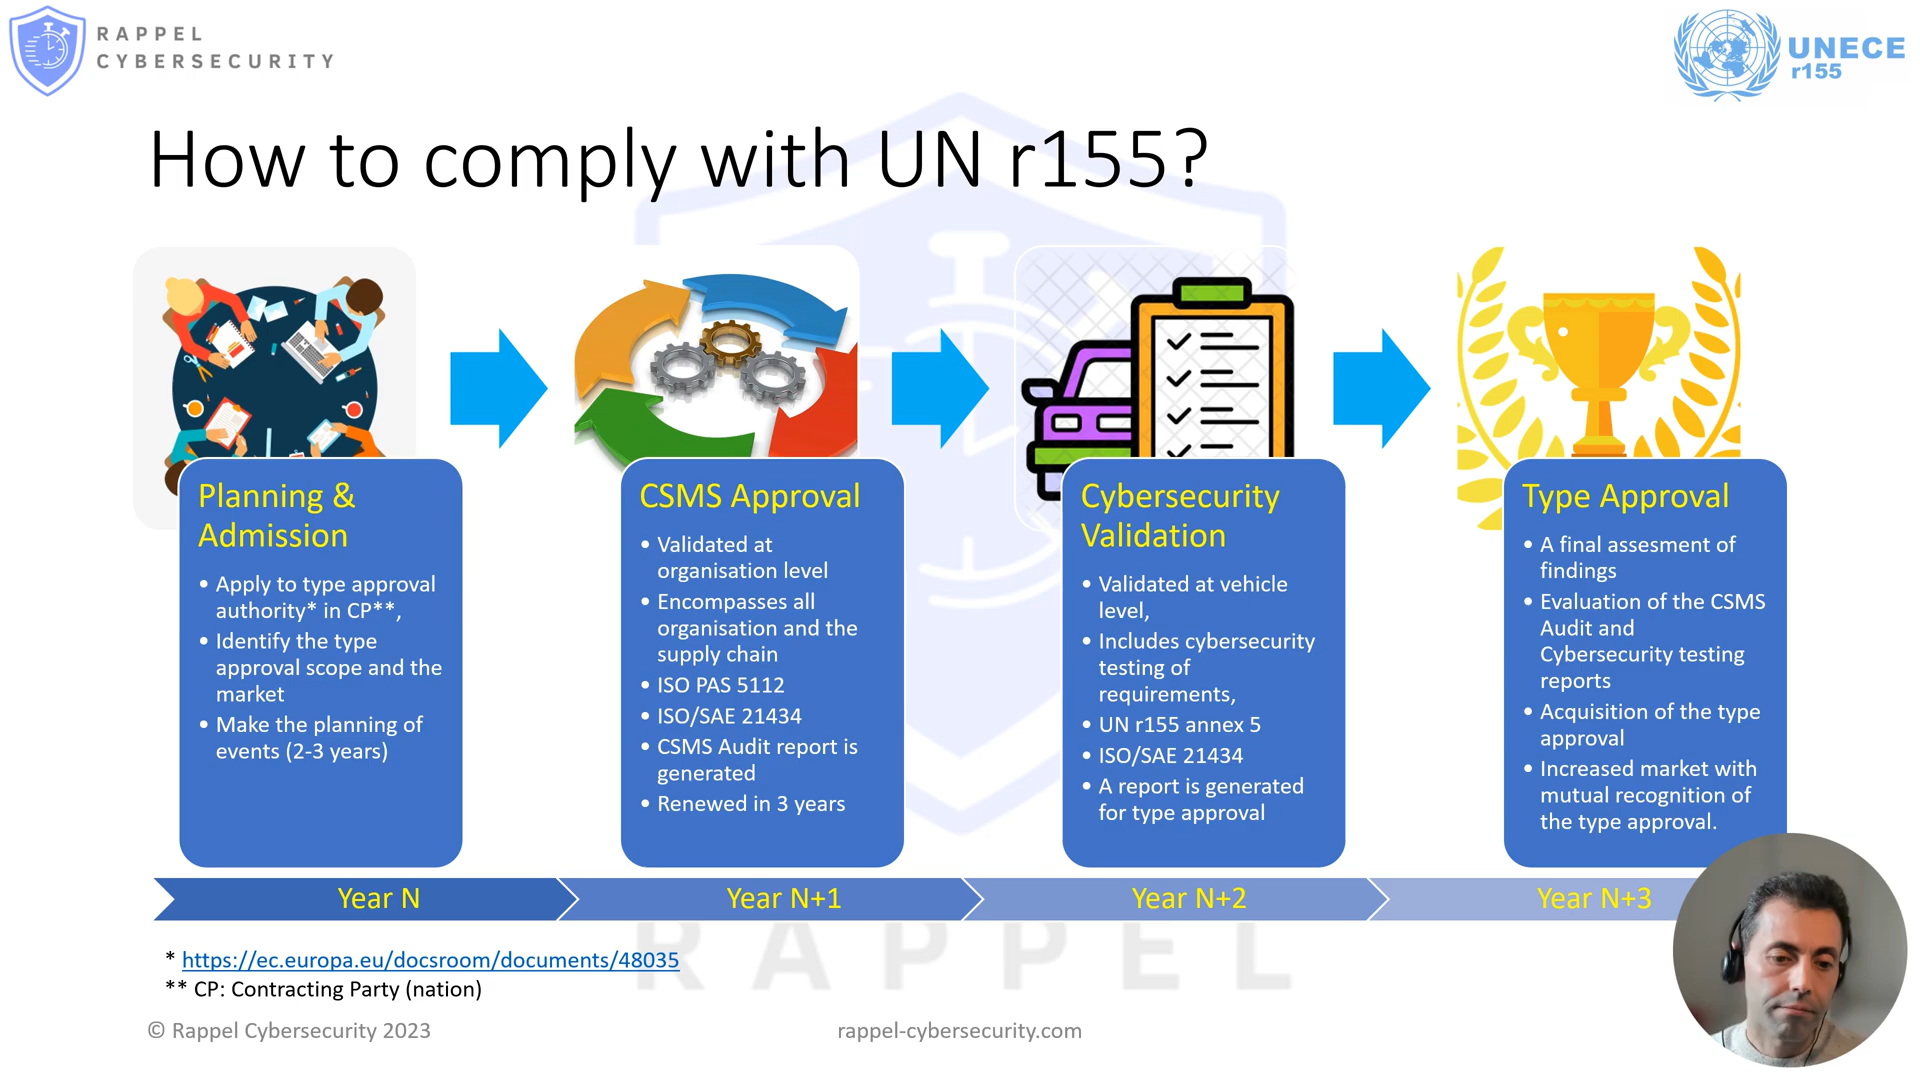 RAPPEL
CYBERSECURITY
UNECE
r155
How to comply with UN r155?
Planning &
Admission
• Apply to type approval
authority* in CP**,
• Identify the type
approval scope and the
market
• Make the planning of
events (2-3 years)
CSMS Approval
• Validated at
organisation level
• Encompasses all
organisation and the
supply chain
• ISO PAS 5112
• ISO/SAE 21434
• CSMS Audit report is
generated
• Renewed in 3 years
Cybersecurity
Validation
• Validated at vehicle
level,
• Includes cybersecurity
testing of
requirements,
• UN r155 annex 5
• ISO/SAE 21434
• A report is generated
for type approval
Type Approval
• A final assesment of
findings
• Evaluation of the CSMS
Audit and
Cybersecurity testing
reports
• Acquisition of the type
approval
• Increased market with
mutual recognition of
the type approval.
Year N
Year N+1
Year N+2
Year N+3
RAPPEL
* https://ec.europa.eu/docsroom/documents/48035
** CP: Contracting Party (nation)
© Rappel Cybersecurity 2023
rappel-cybersecurity.com